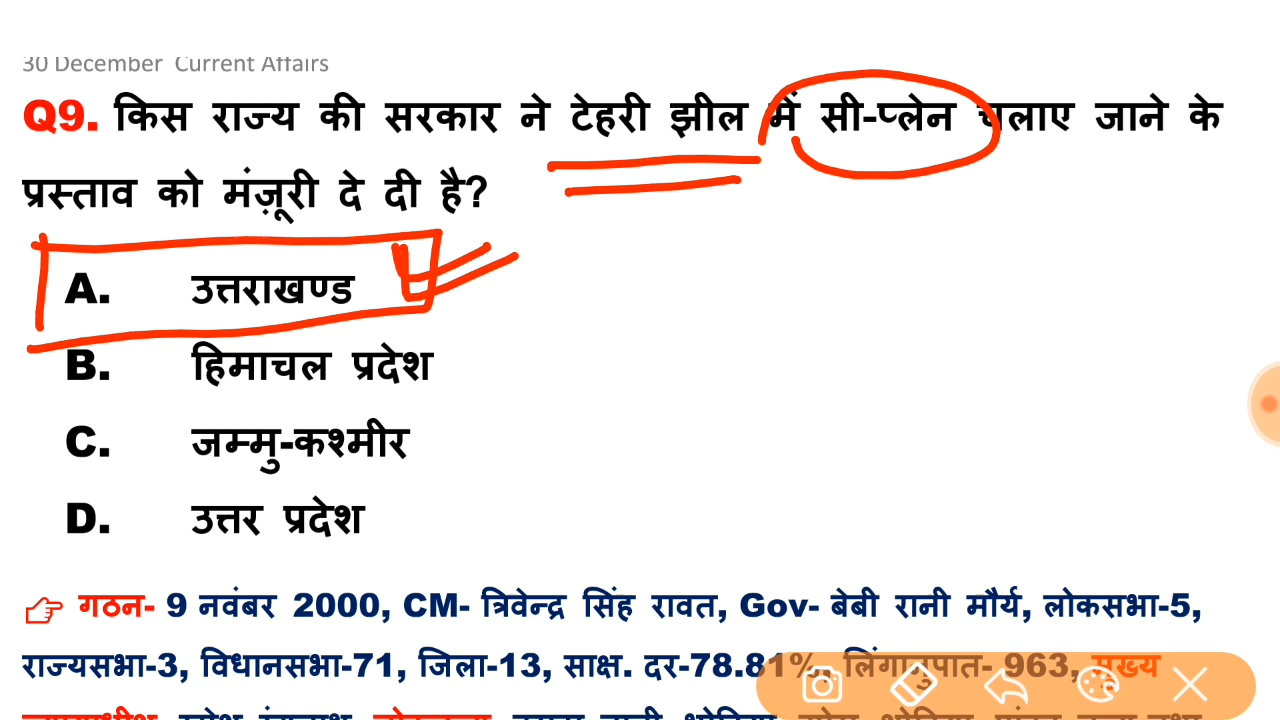 30 December Current Affairs
Q9. किस राज्य की सरकार ने टेहरी झील में सी-प्लेन चलाए जाने के
प्रस्ताव को मंज़ूरी दे दी है?
A. उत्तराखण्ड
B. हिमाचल प्रदेश
C. जम्मु-कश्मीर
D. उत्तर प्रदेश
गठन- 9 नवंबर 2000, CM- त्रिवेन्द्र सिंह रावत, Gov- बेबी रानी मौर्य, लोकसभा-5,
राज्यसभा-3, विधानसभा-71, जिला-13, साक्ष. दर-78.81%, लिंगानुपात- 963, मुख्य